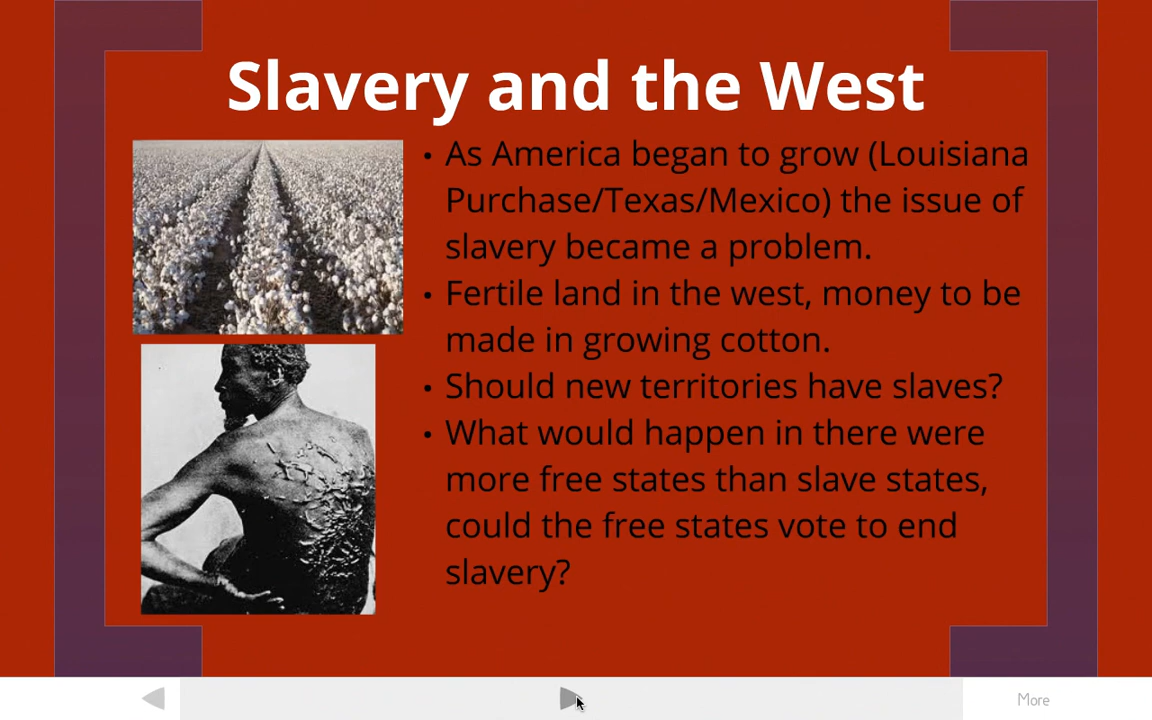 Slavery and the West
• As America began to grow (Louisiana
Purchase/Texas/Mexico) the issue of
slavery became a problem.
• Fertile land in the west, money to be
made in growing cotton.
• Should new territories have slaves?
• What would happen in there were
more free states than slave states,
could the free states vote to end
slavery?
More